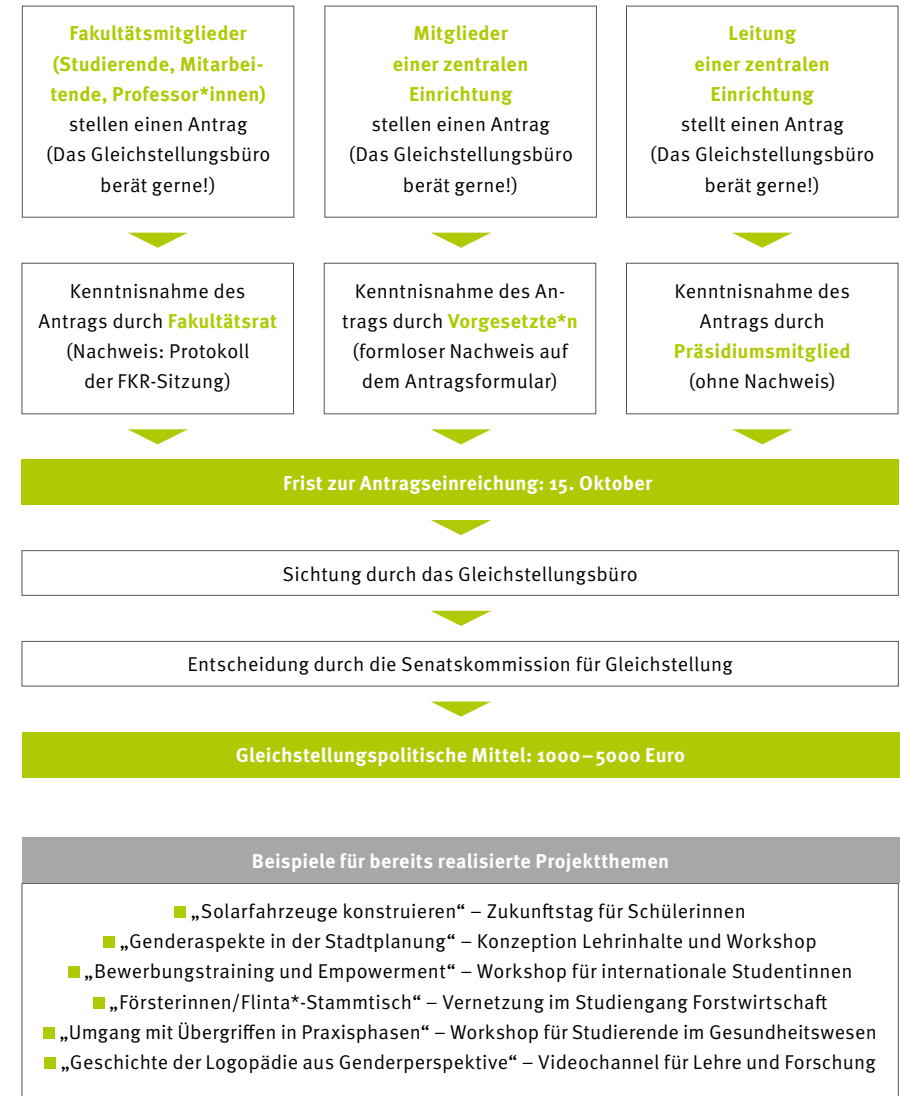 Fakultätsmitglieder
(Studierende, Mitarbei-
tende, Professor*innen)
stellen einen Antrag
(Das Gleichstellungsbüro
berät gerne!)
Mitglieder
einer zentralen
Einrichtung
stellen einen Antrag
(Das Gleichstellungsbüro
berät gerne!)
Leitung
einer zentralen
Einrichtung
stellt einen Antrag
(Das Gleichstellungsbüro
berät gerne!)
Kenntnisnahme des
Antrags durch Fakultätsrat
(Nachweis: Protokoll
der FKR-Sitzung)
Kenntnisnahme des An-
trags durch Vorgesetzte*n
(formloser Nachweis auf
dem Antragsformular)
Kenntnisnahme des
Antrags durch
Präsidiumsmitglied
(ohne Nachweis)
Frist zur Antragseinreichung: 15. Oktober
Sichtung durch das Gleichstellungsbüro
Entscheidung durch die Senatskommission für Gleichstellung
Gleichstellungspolitische Mittel: 1000–5000 Euro
Beispiele für bereits realisierte Projektthemen
„Solarfahrzeuge konstruieren“ – Zukunftstag für Schülerinnen
„Genderaspekte in der Stadtplanung“ – Konzeption Lehrinhalte und Workshop
„Bewerbungstraining und Empowerment“ – Workshop für internationale Studentinnen
„Försterinnen/Flinta*-Stammtisch“ – Vernetzung im Studiengang Forstwirtschaft
„Umgang mit Übergriffen in Praxisphasen“ – Workshop für Studierende im Gesundheitswesen
„Geschichte der Logopädie aus Genderperspektive“ – Videochannel für Lehre und Forschung